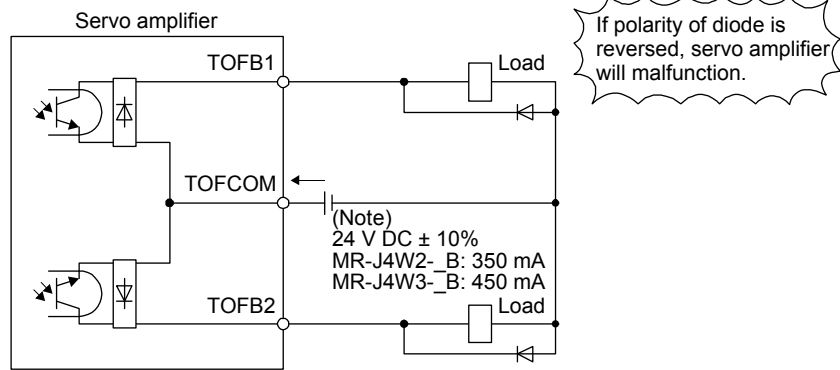 Servo amplifier
If polarity of diode is
reversed, servo amplifier
will malfunction.
TOFB1
Load
TOFCOM
(Note)
24 V DC ± 10%
MR-J4W2-_B: 350 mA
MR-J4W3-_B: 450 mA
TOFB2
Load